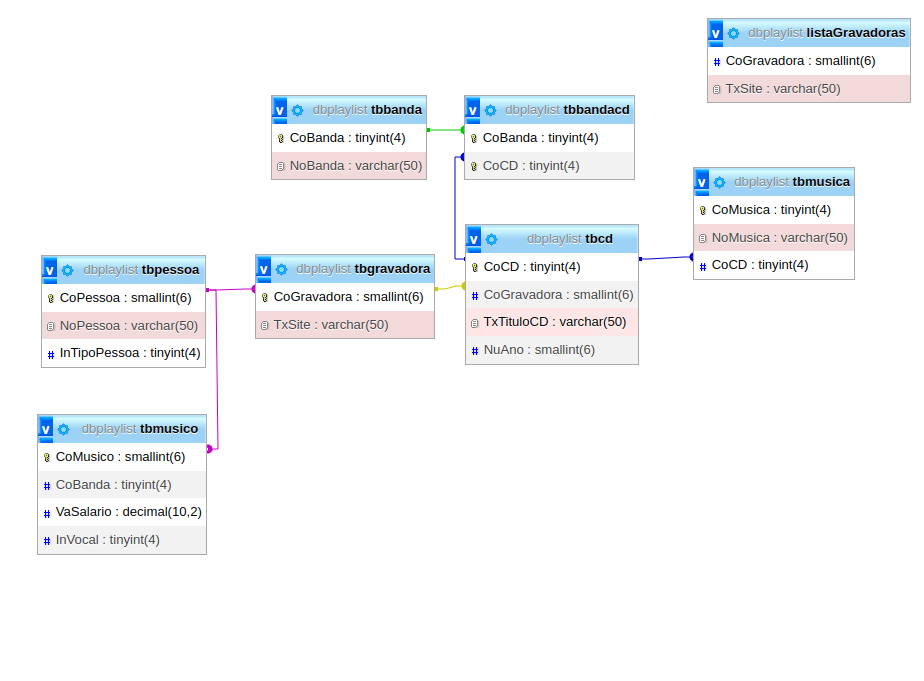 v dbplaylist listaGravadoras
# CoGravadora : smallint(6)
TxSite : varchar(50)
v dbplaylist tbbanda
CoBanda : tinyint(4)
NoBanda : varchar(50)
v dbplaylist tbbandacd
CoBanda : tinyint(4)
CoCD : tinyint(4)
v dbplaylist tbmusica
CoMusica : tinyint(4)
NoMusica : varchar(50)
# CoCD : tinyint(4)
v dbplaylist tbcd
CoCD : tinyint(4)
# CoGravadora : smallint(6)
TxTituloCD : varchar(50)
# NuAno : smallint(6)
v dbplaylist tbpessoa
CoPessoa : smallint(6)
NoPessoa : varchar(50)
# InTipoPessoa : tinyint(4)
v dbplaylist tbgravadora
CoGravadora : smallint(6)
TxSite : varchar(50)
v dbplaylist tbmusico
CoMusico : smallint(6)
# CoBanda : tinyint(4)
# VaSalario : decimal(10,2)
# InVocal : tinyint(4)